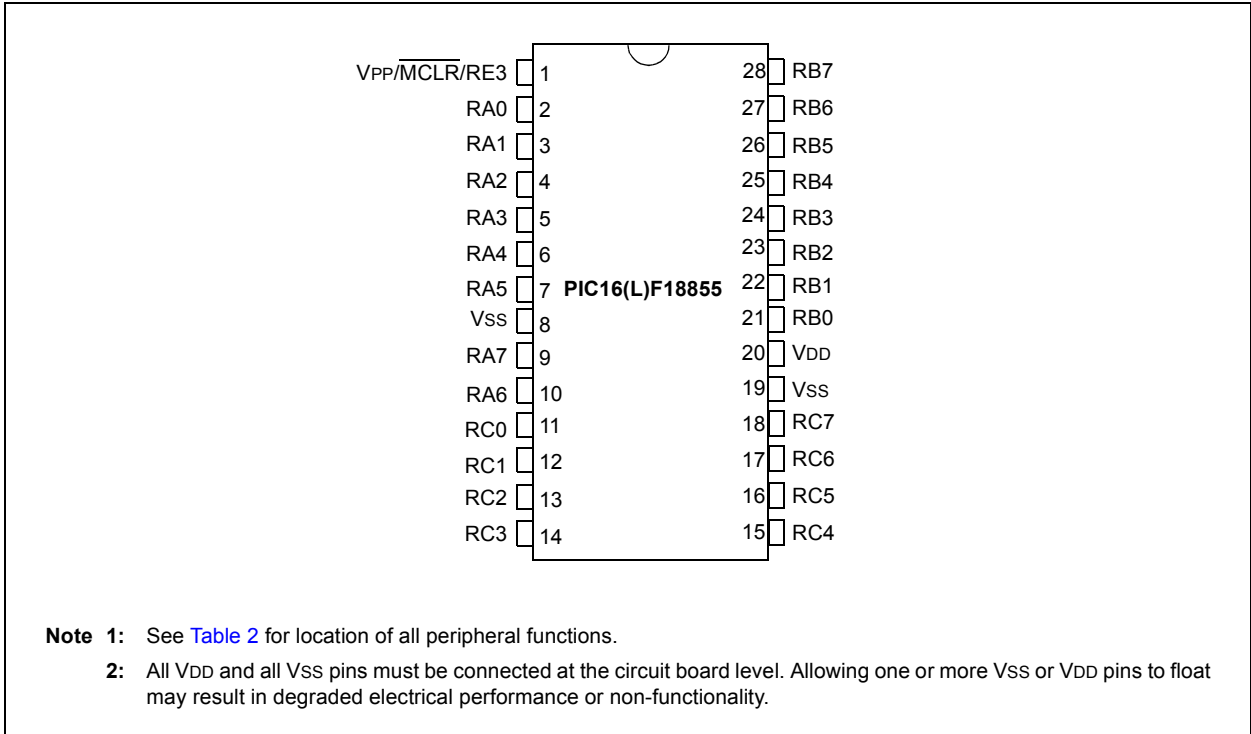 VPP/MCLR/RE3 1 28 RB7
RA0 2 27 RB6
RA1 3 26 RB5
RA2 4 25 RB4
RA3 5 24 RB3
RA4 6 23 RB2
RA5 7 PIC16(L)F18855 22 RB1
VSS 8 21 RB0
RA7 9 20 VDD
RA6 10 19 VSS
RC0 11 18 RC7
RC1 12 17 RC6
RC2 13 16 RC5
RC3 14 15 RC4
Note 1: See Table 2 for location of all peripheral functions.
2: All VDD and all VSS pins must be connected at the circuit board level. Allowing one or more VSS or VDD pins to float
may result in degraded electrical performance or non-functionality.